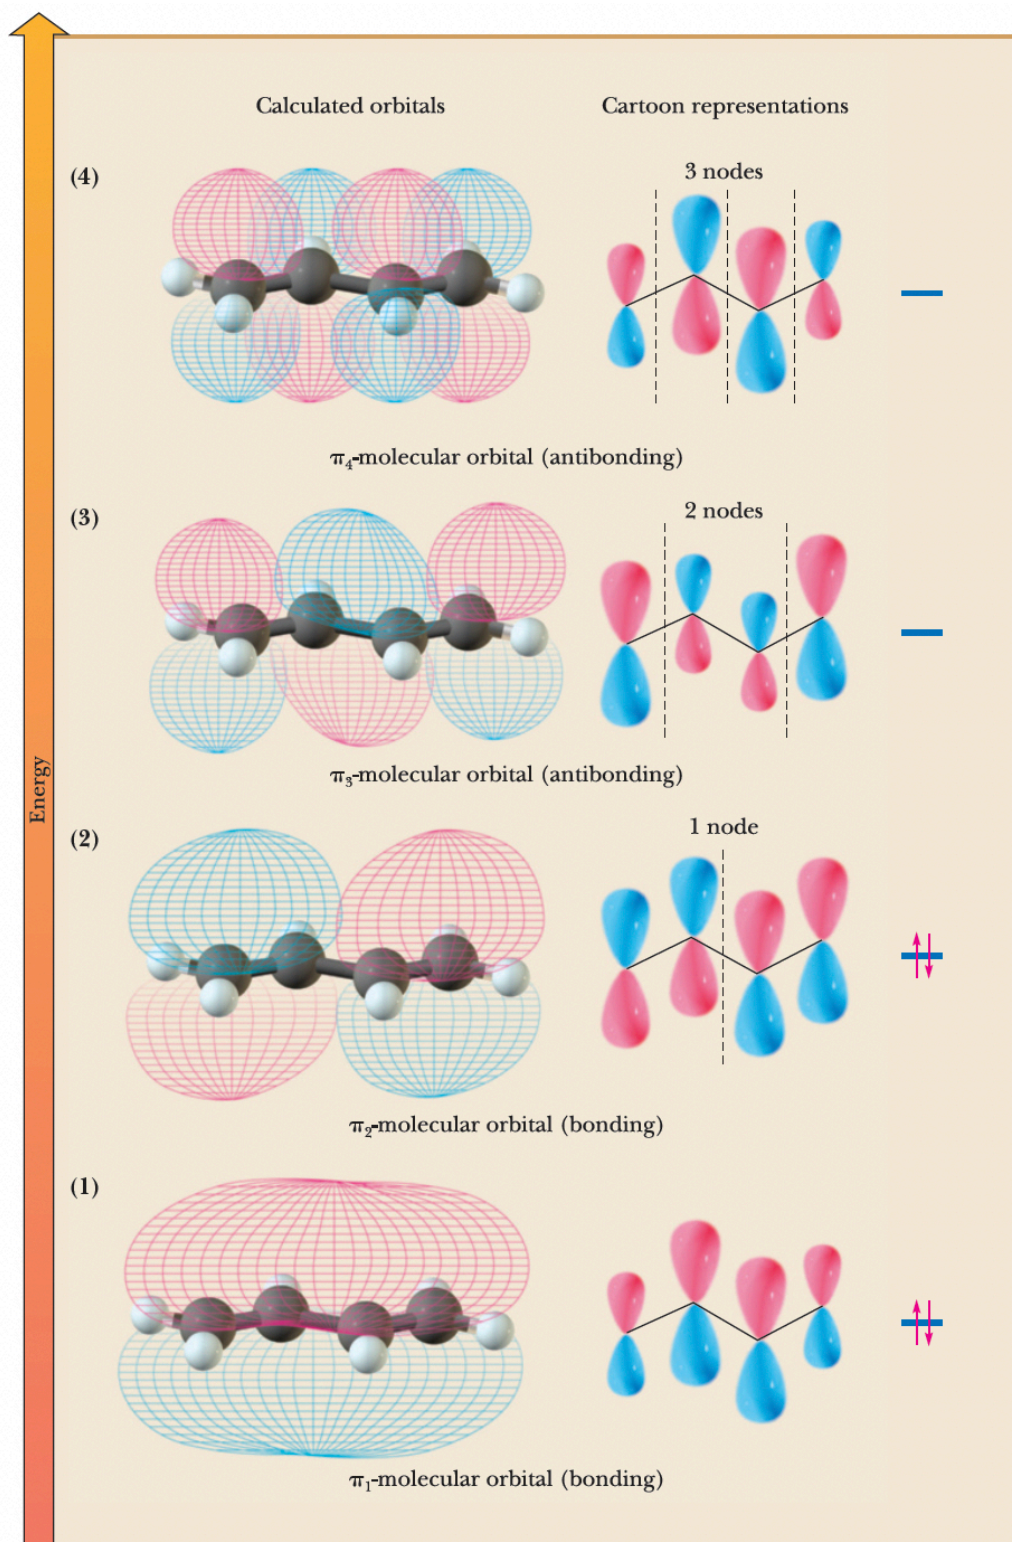 Calculated orbitals
Cartoon representations
(4)
3 nodes
π₄-molecular orbital (antibonding)
(3)
2 nodes
π₃-molecular orbital (antibonding)
Energy
(2)
1 node
π₂-molecular orbital (bonding)
(1)
π₁-molecular orbital (bonding)